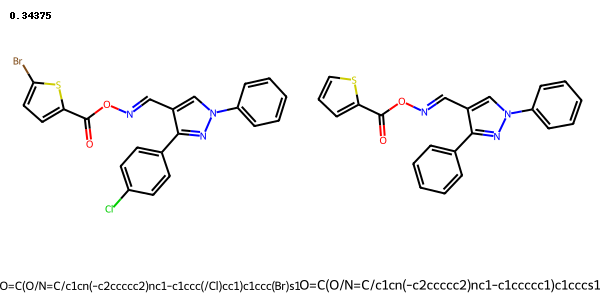 0.34375
Br
S
S
O
N
N
O
N
N
O
N
O
N
Cl
O=C(O/N=C/c1cn(-c2ccccc2)nc1-c1ccc(/Cl)cc1)c1ccc(Br)s1O=C(O/N=C/c1cn(-c2ccccc2)nc1-c1ccccc1)c1cccs1